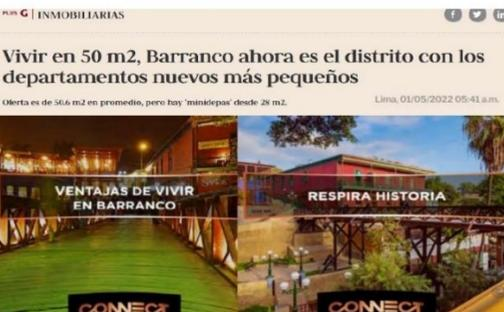 PLUS G | INMOBILIARIAS
Vivir en 50 m2, Barranco ahora es el distrito con los
departamentos nuevos más pequeños
Oferta es de 50.6 m2 en promedio, pero hay 'minidepas' desde 28 m2.
Lima, 01/05/2022 05:41 a.m.
VENTAJAS DE VIVIR
EN BARRANCO
RESPIRA HISTORIA
CONNECT
CONNECT